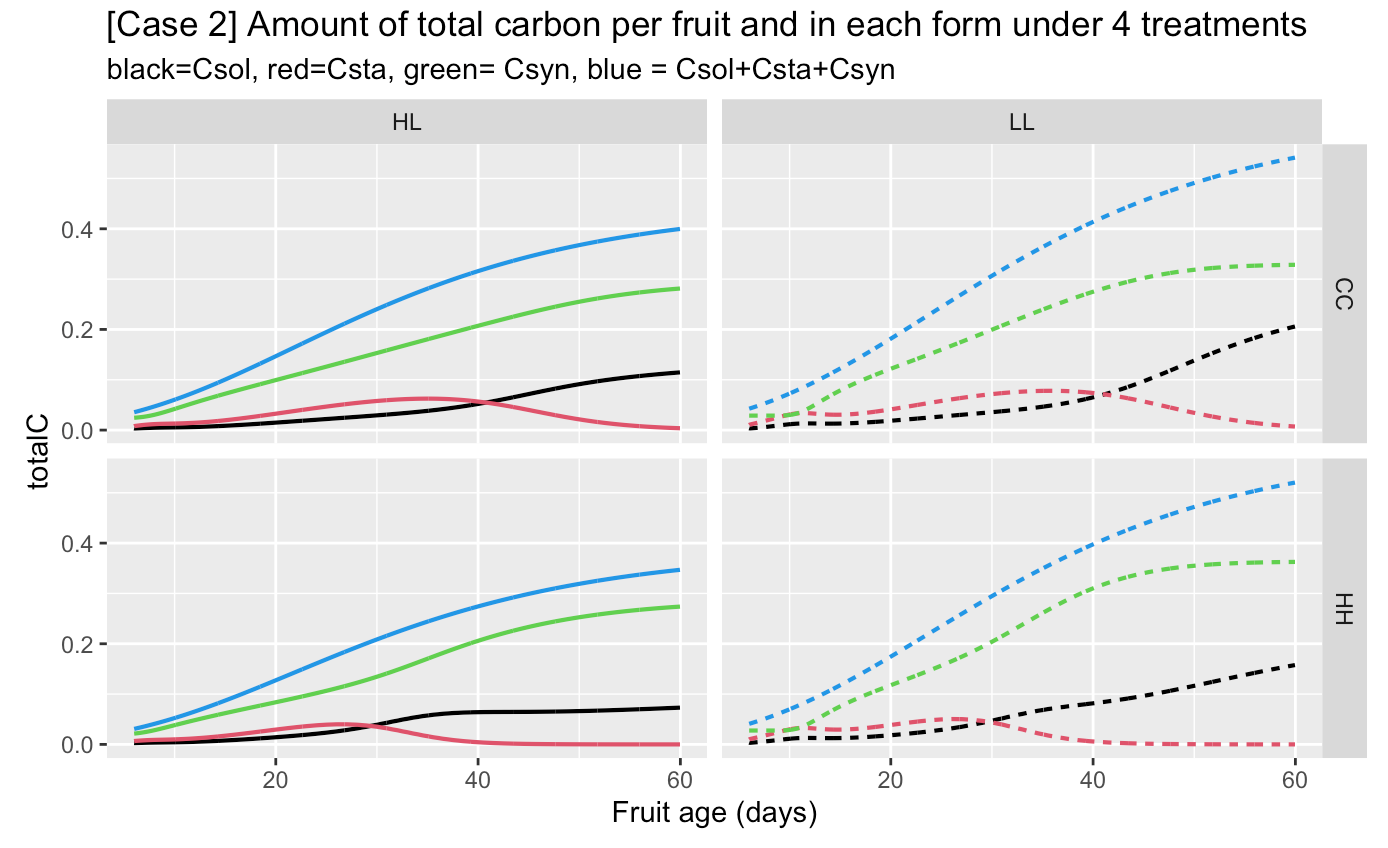 [Case 2] Amount of total carbon per fruit and in each form under 4 treatments
black=Csol, red=Csta, green= Csyn, blue = Csol+Csta+Csyn
HL
LL
0.4
0.2
0.0
CC
totalC
0.4
0.2
0.0
HH
20
40
60
20
40
60
Fruit age (days)